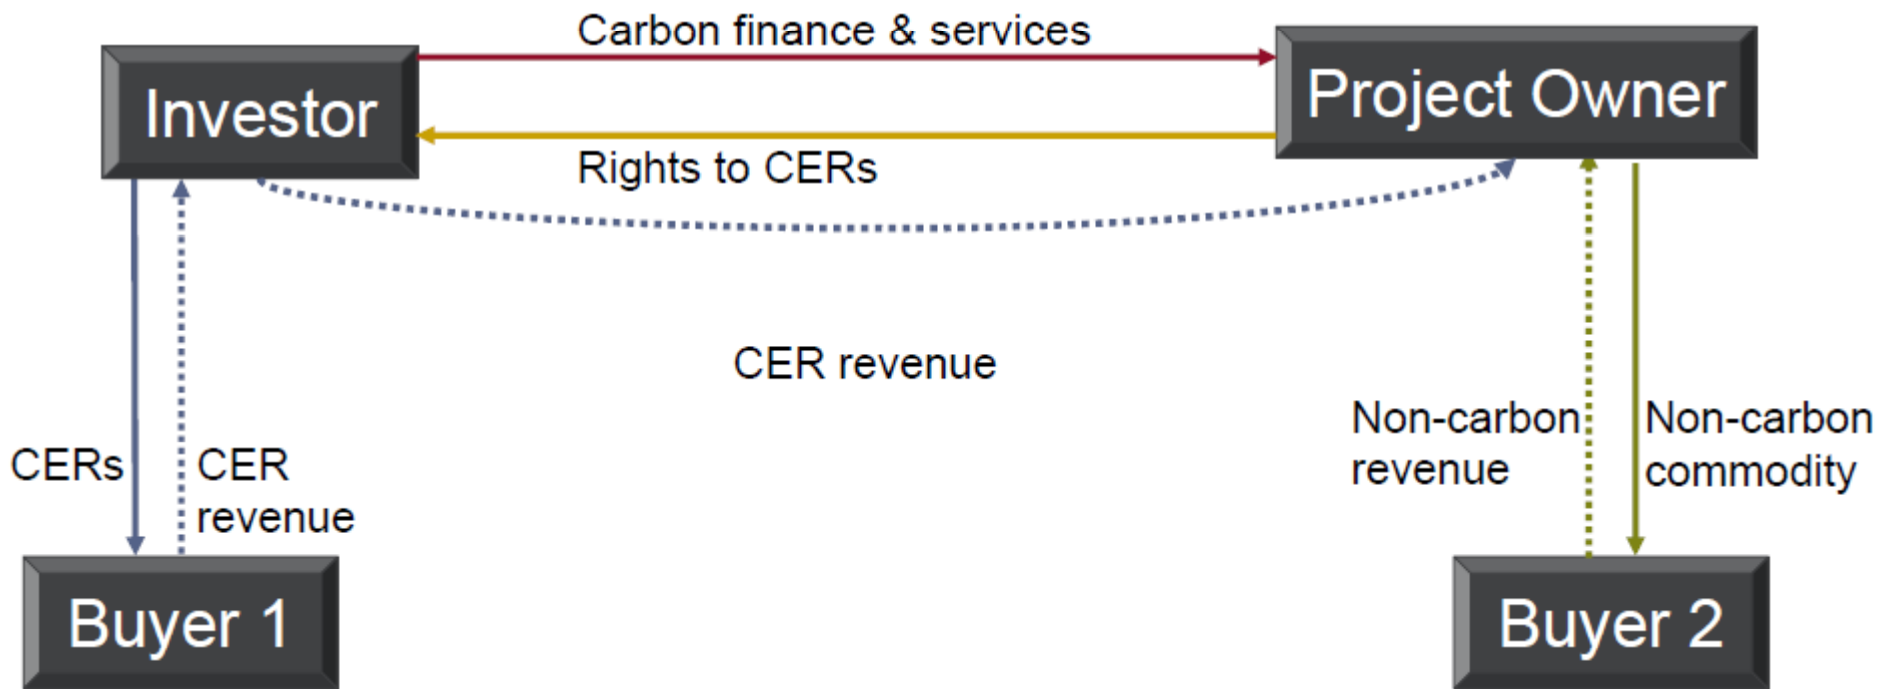 Carbon finance & services
Investor
Project Owner
Rights to CERs
CER revenue
CERs
CER
revenue
Non-carbon
revenue
Non-carbon
commodity
Buyer 1
Buyer 2